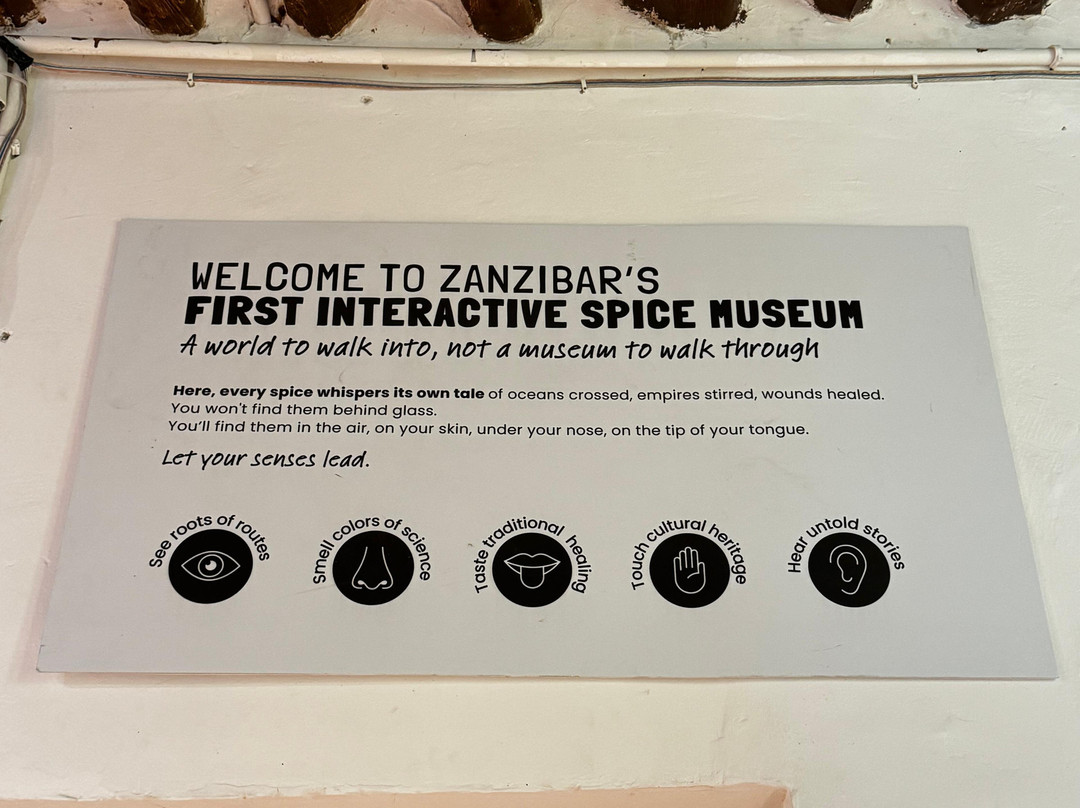 WELCOME TO ZANZIBAR'S
FIRST INTERACTIVE SPICE MUSEUM
A world to walk into, not a museum to walk through
Here, every spice whispers its own tale of oceans crossed, empires stirred, wounds healed.
You won't find them behind glass.
You'll find them in the air, on your skin, under your nose, on the tip of your tongue.
Let your senses lead.
See roots of routes
Smell colors of science
Taste traditional healing
Touch cultural heritage
Hear untold stories